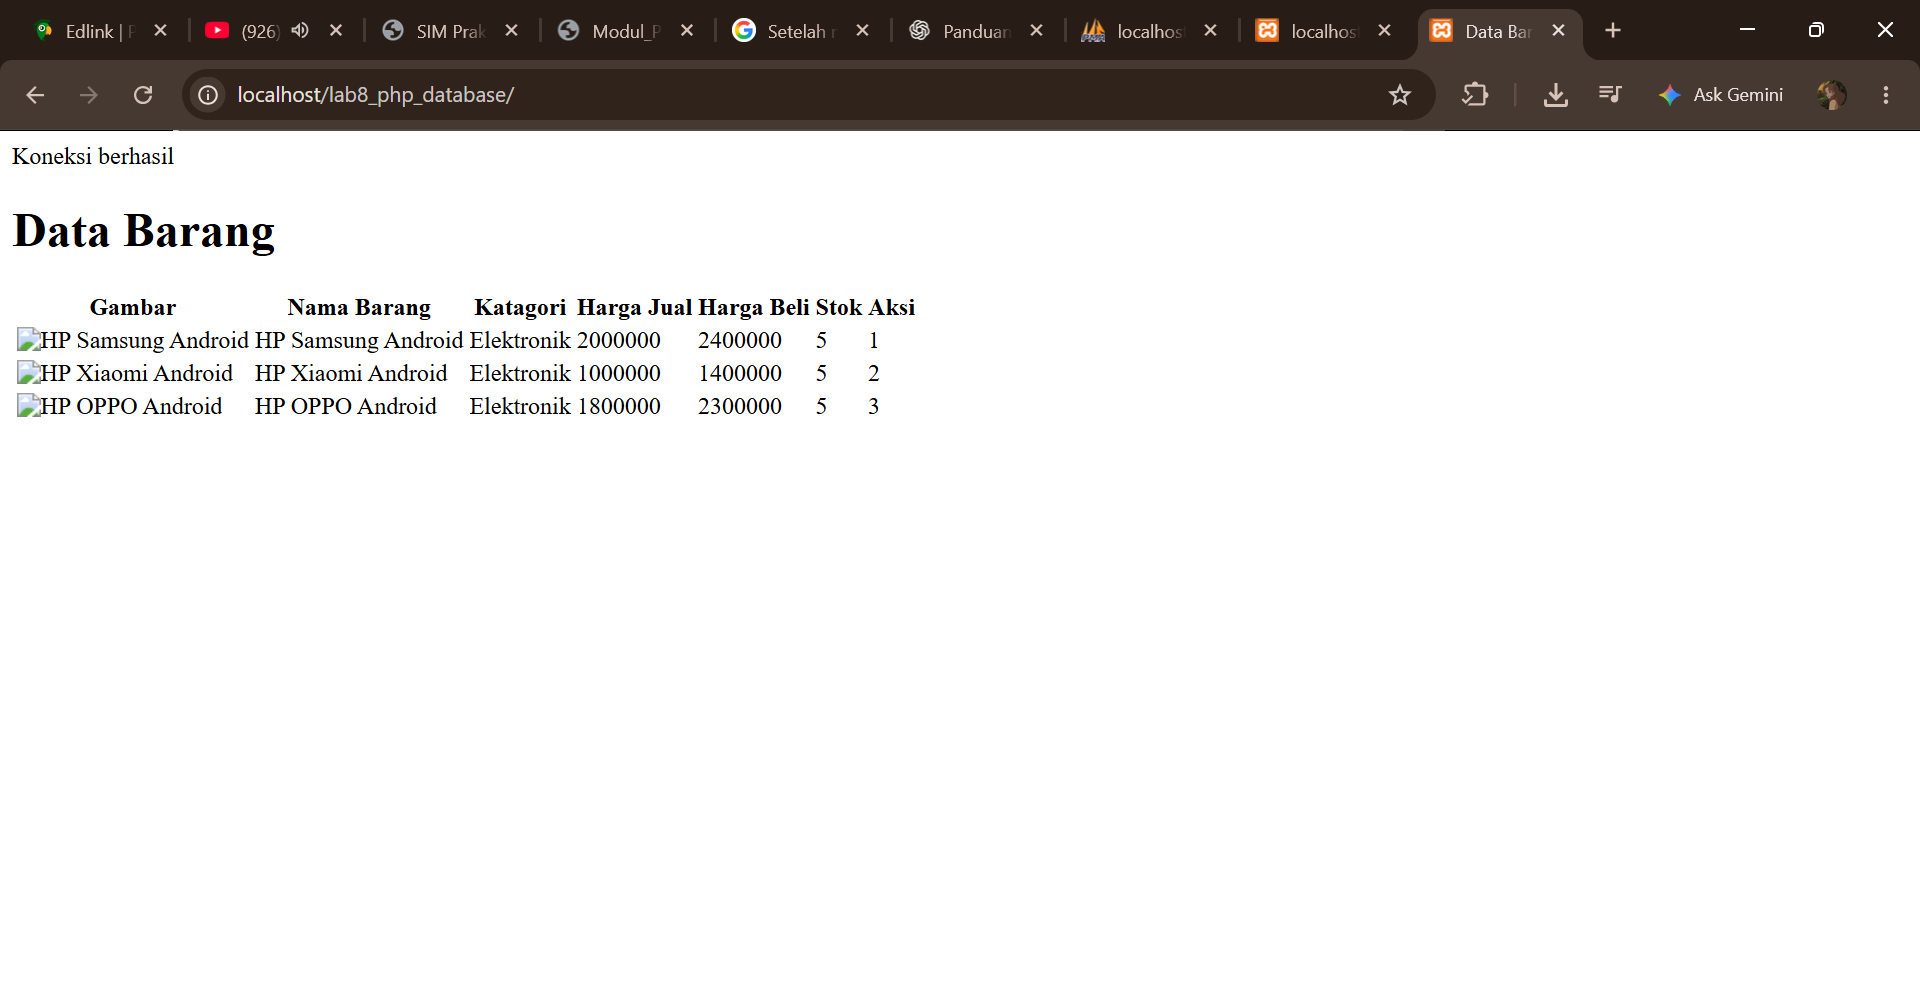 Edlink | (926) SIM Prak Modul_P Setelah Panduan localhos localhos Data Bar
localhost/lab8_php_database/ Ask Gemini
Koneksi berhasil
Data Barang
Gambar Nama Barang Katagori Harga Jual Harga Beli Stok Aksi
HP Samsung Android HP Samsung Android Elektronik 2000000 2400000 5 1
HP Xiaomi Android HP Xiaomi Android Elektronik 1000000 1400000 5 2
HP OPPO Android HP OPPO Android Elektronik 1800000 2300000 5 3